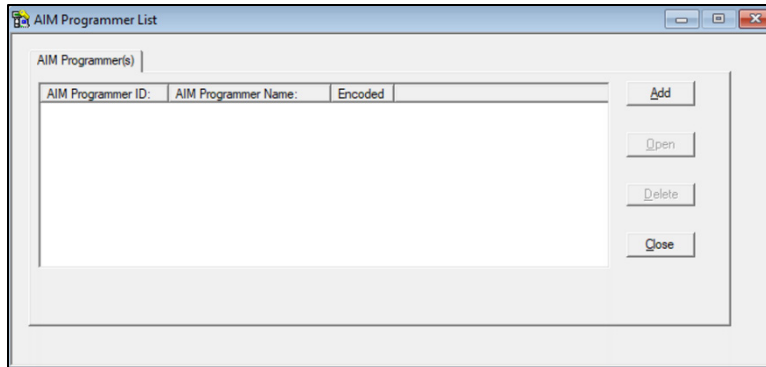 AIM Programmer List
AIM Programmer(s)
AIM Programmer ID: AIM Programmer Name: Encoded
Add
Open
Delete
Close